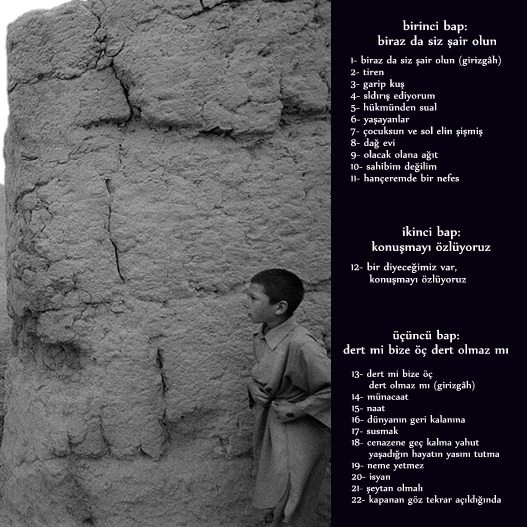 birinci bap:
biraz da siz şair olun
1- biraz da siz şair olun (girizgâh)
2- tiren
3- garip kuş
4- sldırış ediyorum
5- hükmünden sual
6- yaşayanlar
7- çocuksun ve sol elin şişmiş
8- dağ evi
9- olacak olana ağıt
10- sahibim değilim
11- hançeremde bir nefes
ikinci bap:
konuşmayı özlüyoruz
12- bir diyeceğimiz var,
konuşmayı özlüyoruz
üçüncü bap:
dert mi bize öç dert olmaz mı
13- dert mi bize öç
dert olmaz mı (girizgâh)
14- münacaat
15- naat
16- dünyanın geri kalanına
17- susmak
18- cenazene geç kalma yahut
yaşadığın hayatın yasını tutma
19- neme yetmez
20- isyan
21- şeytan olmalı
22- kapanan göz tekrar açıldığında